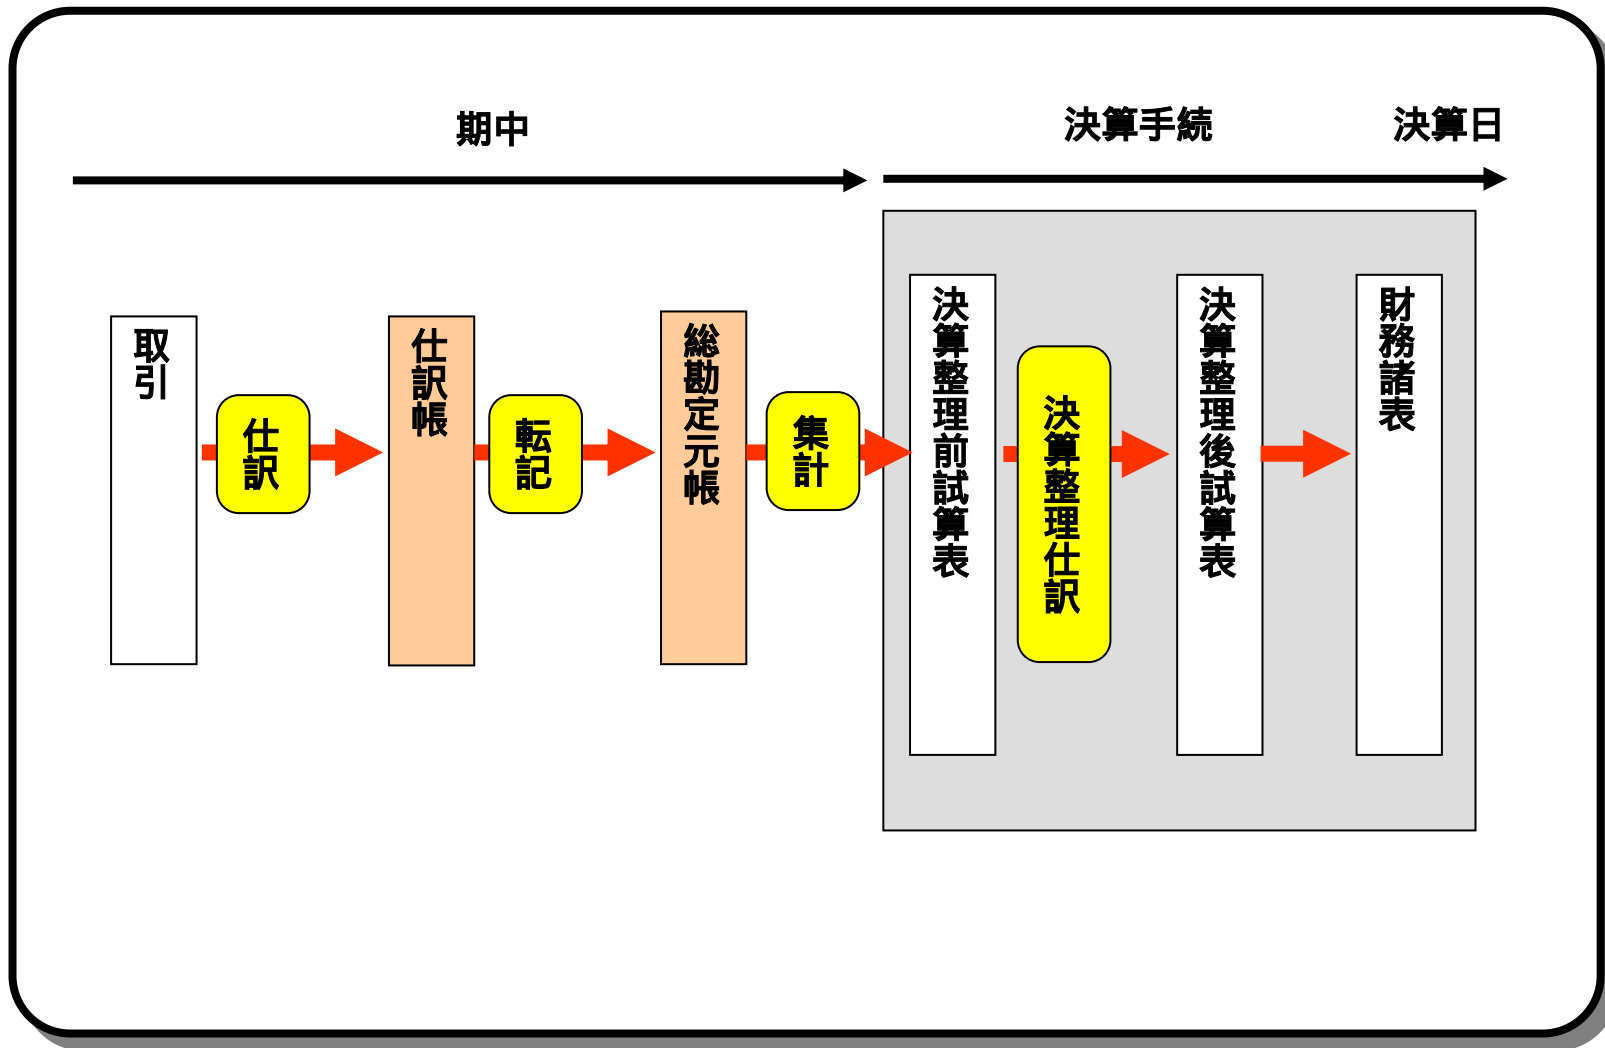 期中
決算手続
決算日
取引
仕訳
仕訳帳
転記
総勘定元帳
集計
決算整理前試算表
決算整理仕訳
決算整理後試算表
財務諸表